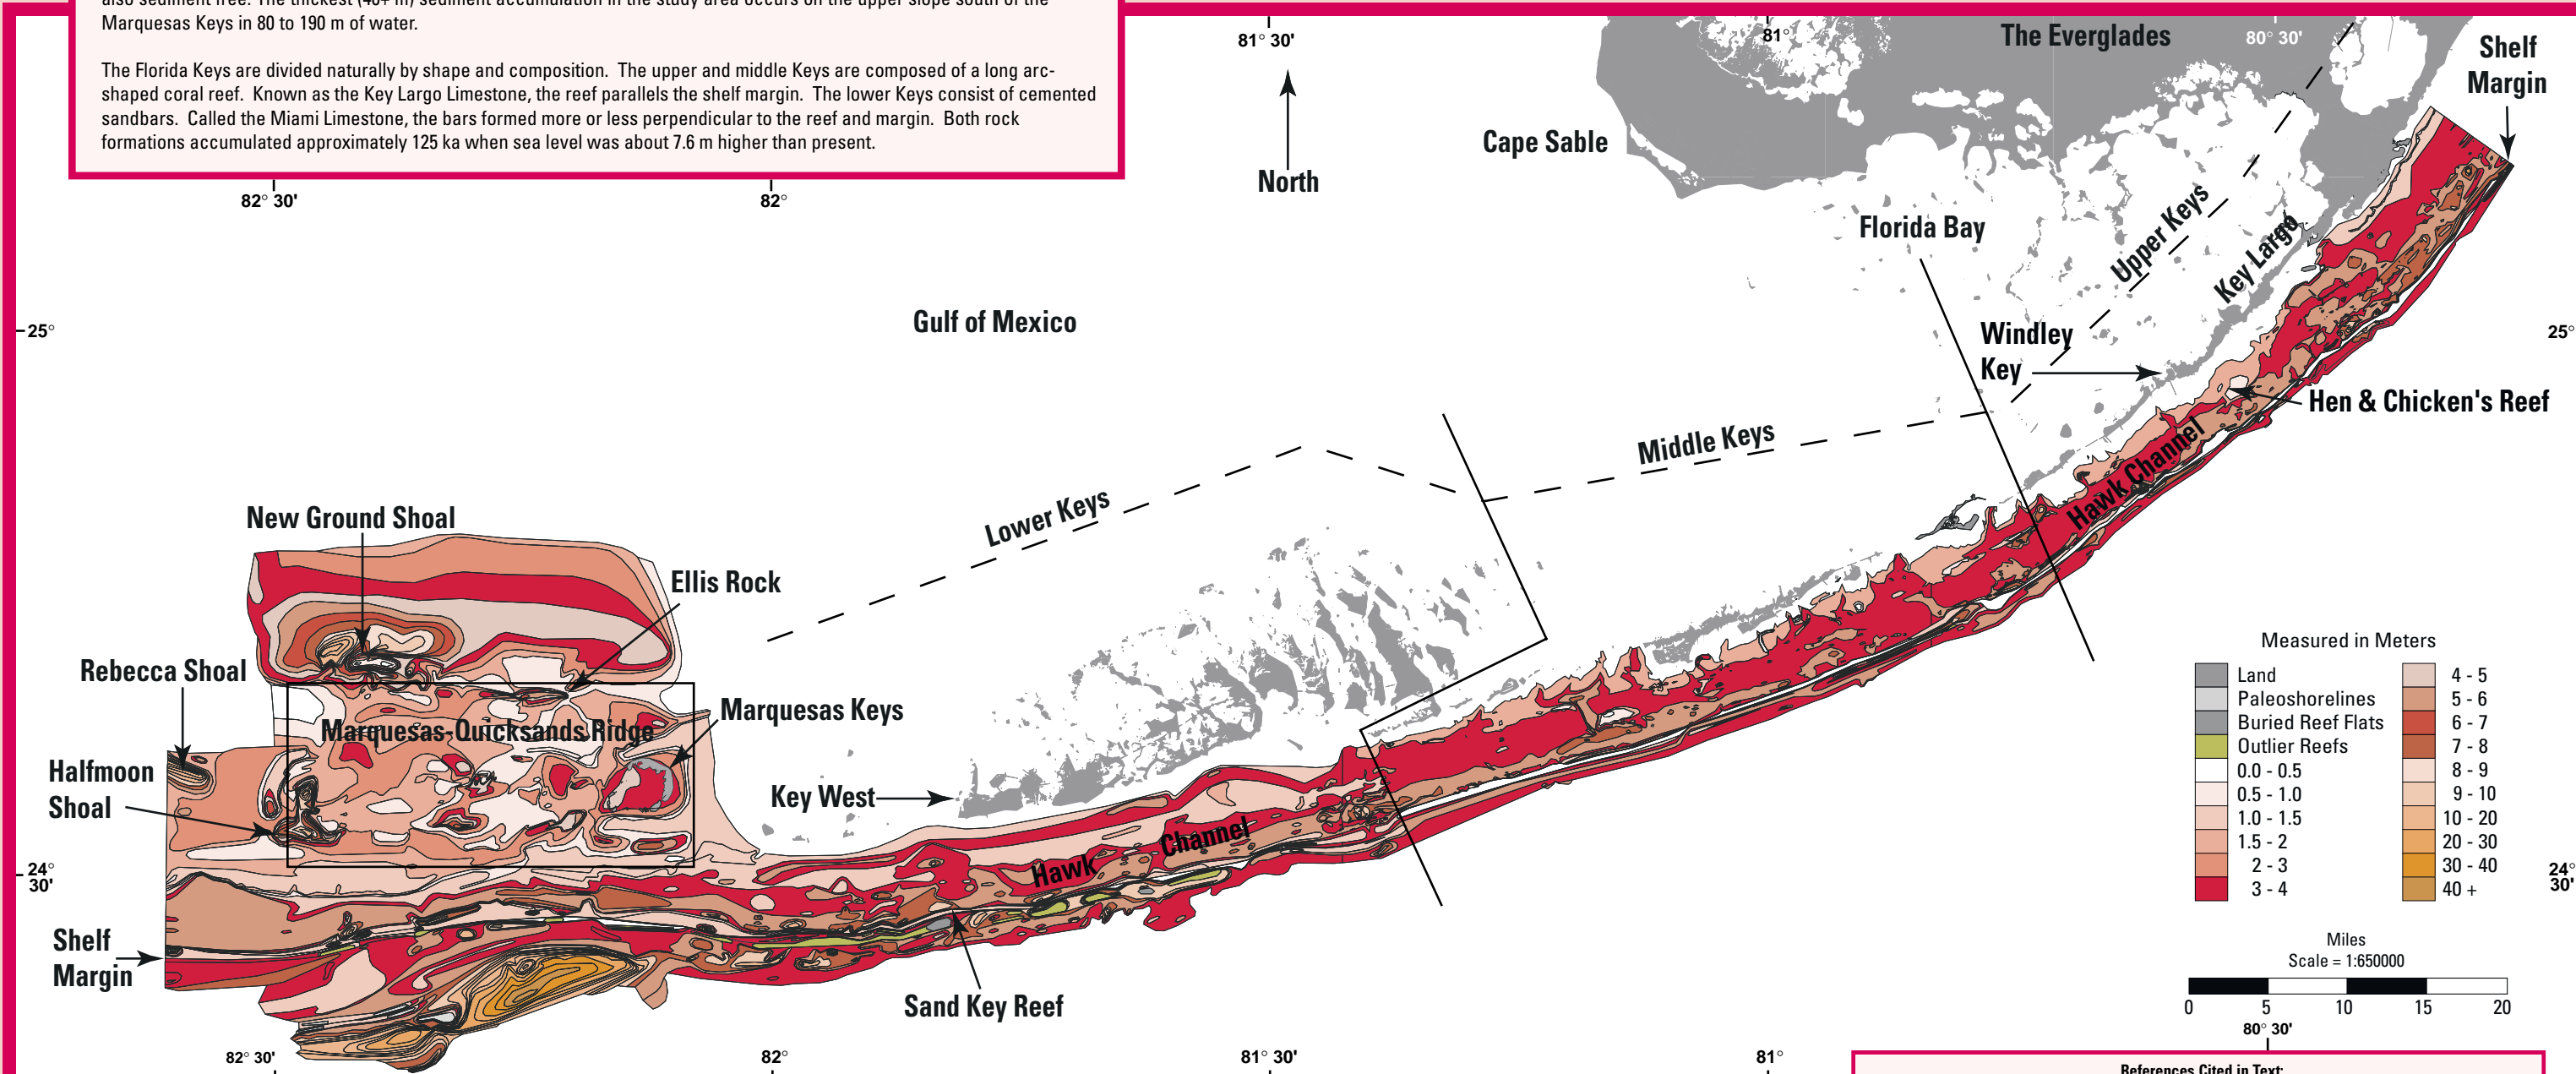 also sediment free. The thickest (40+ m) sediment accumulation in the study area occurs on the upper slope south of the
Marquesas Keys in 80 to 190 m of water.
The Florida Keys are divided naturally by shape and composition. The upper and middle Keys are composed of a long arc-
shaped coral reef. Known as the Key Largo Limestone, the reef parallels the shelf margin. The lower Keys consist of cemented
sandbars. Called the Miami Limestone, the bars formed more or less perpendicular to the reef and margin. Both rock
formations accumulated approximately 125 ka when sea level was about 7.6 m higher than present.
82° 30'
82°
81° 30'
81°
80° 30'
The Everglades
Shelf
Margin
North
Cape Sable
Florida Bay
Upper Keys
Key Largo
25°
25°
Gulf of Mexico
Windley
Key
Hen & Chicken's Reef
Middle Keys
Hawk Channel
Lower Keys
New Ground Shoal
Ellis Rock
Rebecca Shoal
Marquesas Keys
Marquesas-Quicksands Ridge
Halfmoon
Shoal
Key West
Hawk
Channel
24°
30'
24°
30'
Shelf
Margin
Sand Key Reef
Measured in Meters
Land
Paleoshorelines
Buried Reef Flats
Outlier Reefs
0.0 - 0.5
0.5 - 1.0
1.0 - 1.5
1.5 - 2
2 - 3
3 - 4
4 - 5
5 - 6
6 - 7
7 - 8
8 - 9
9 - 10
10 - 20
20 - 30
30 - 40
40 +
Miles
Scale = 1:650000
0 5 10 15 20
82° 30'
82°
81° 30'
81°
80° 30'
References Cited in Text: